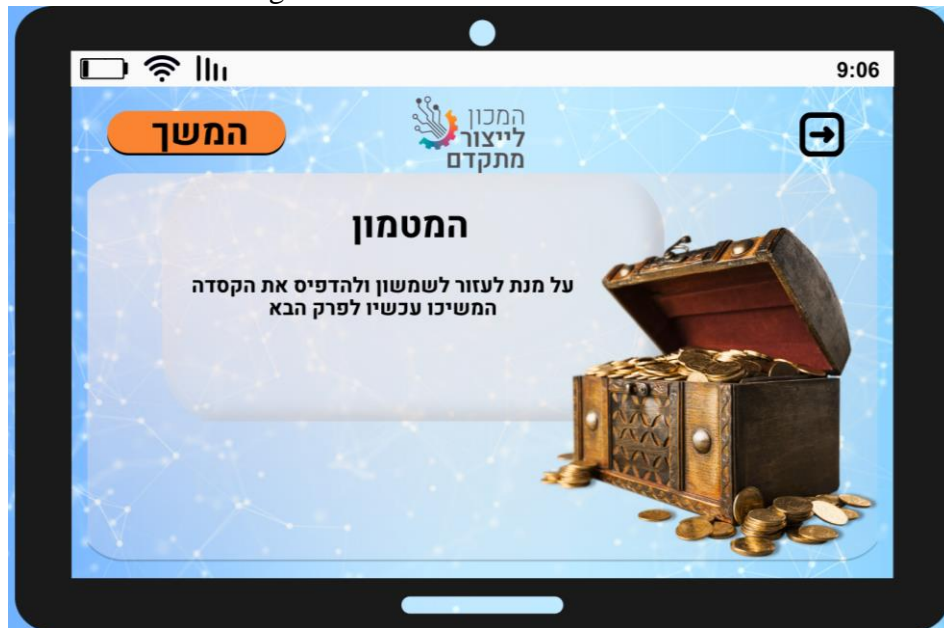 9:06
המשך
המכון
לייצור
מתקדם
המטמון
על מנת לעזור לשמשון ולהדפיס את הקסדה
המשיכו עכשיו לפרק הבא